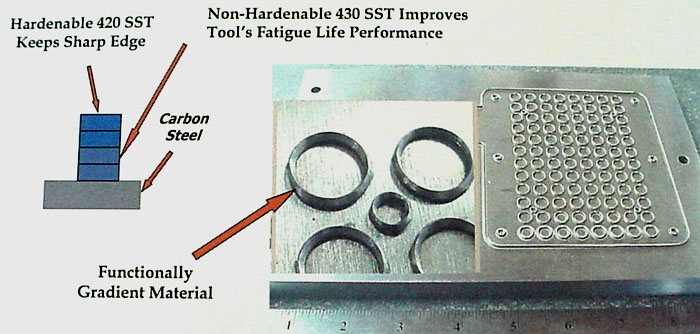 Hardenable 420 SST
Keeps Sharp Edge
Non-Hardenable 430 SST Improves
Tool's Fatigue Life Performance
Carbon
Steel
Functionally
Gradient Material
1 2 3 4 5 6 7 8